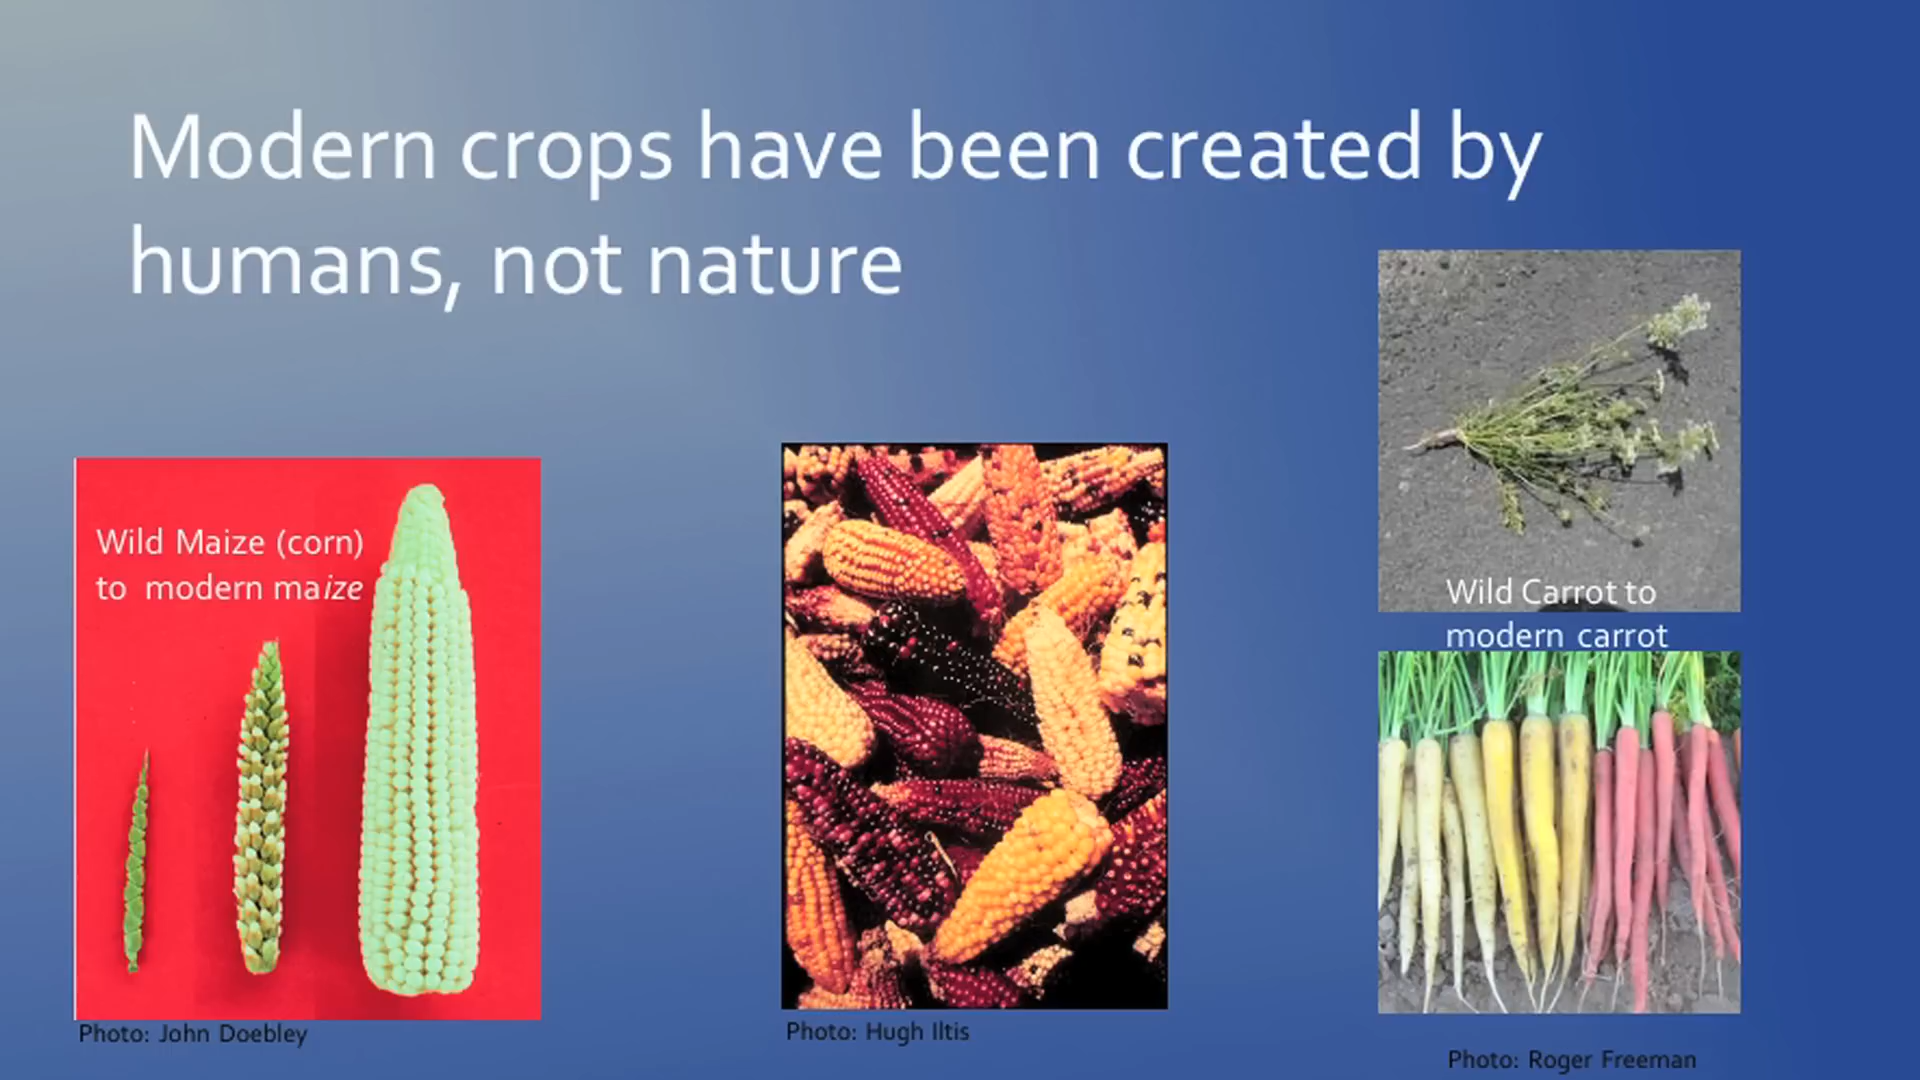 Modern crops have been created by
humans, not nature
Wild Maize (corn)
to modern maize
Wild Carrot to
modern carrot
Photo: John Doebley
Photo: Hugh Iltis
Photo: Roger Freeman